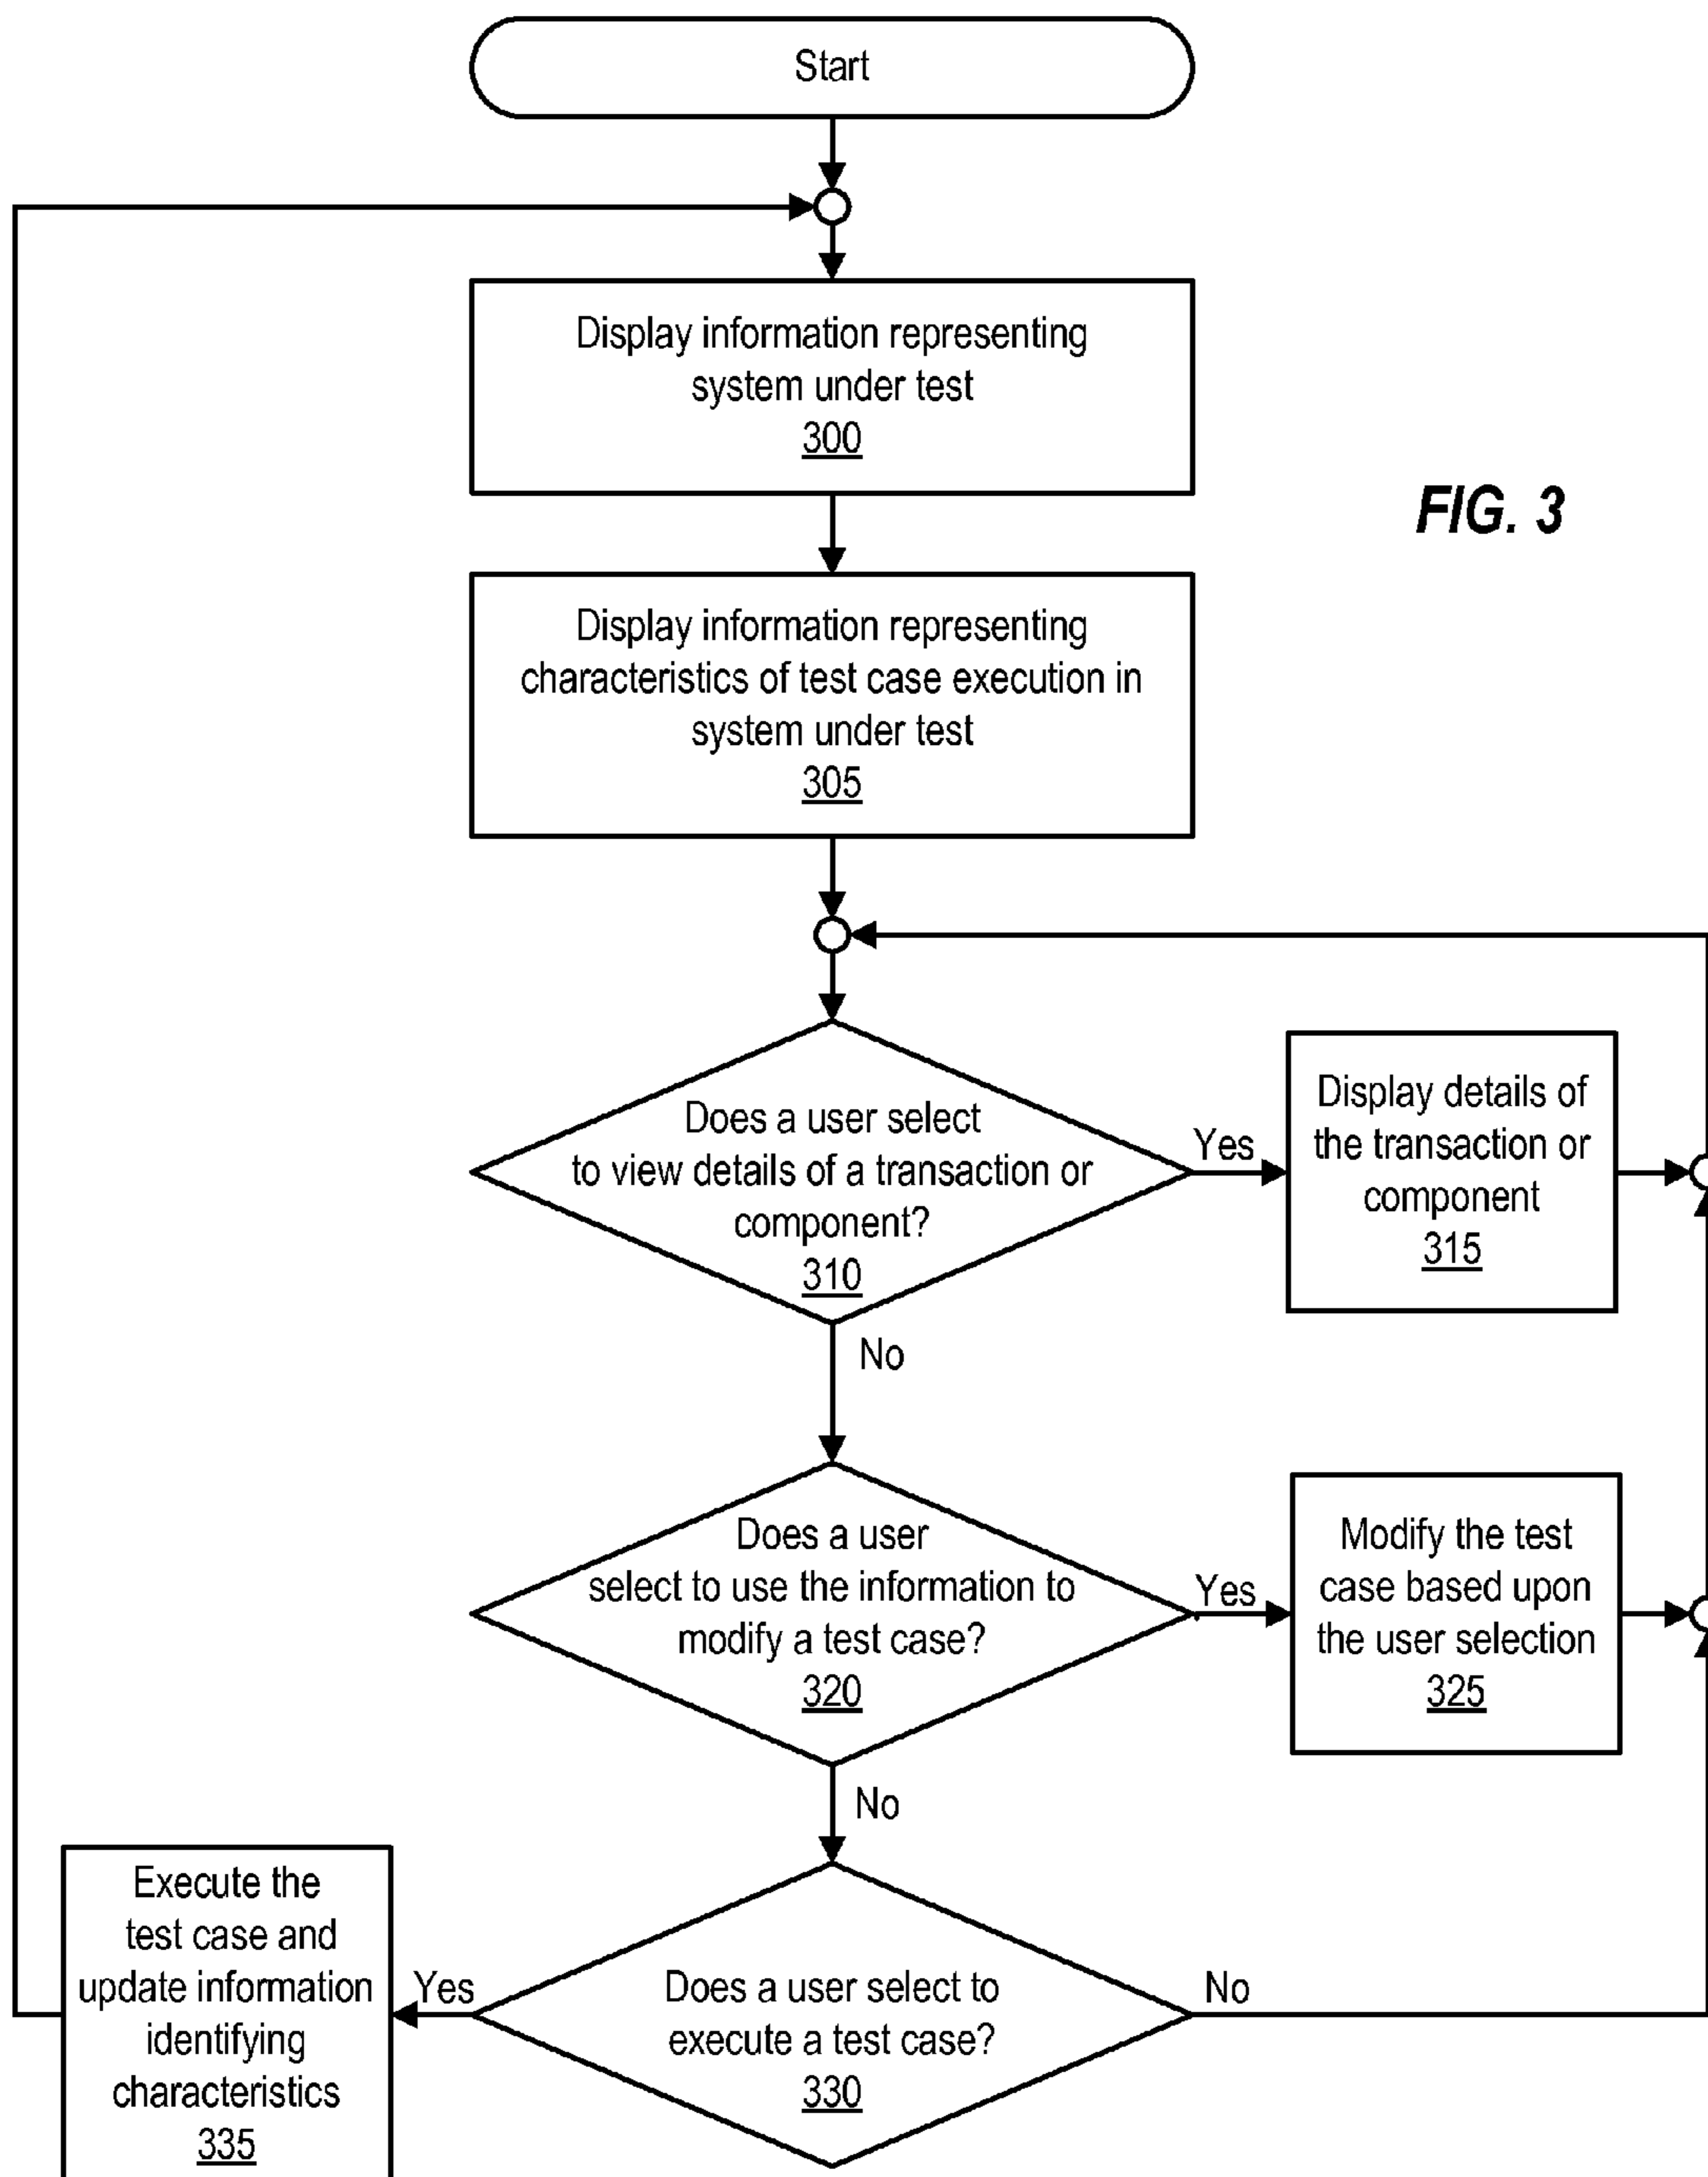 Start
Display information representing
system under test
300
FIG. 3
Display information representing
characteristics of test case execution in
system under test
305
Does a user select
to view details of a transaction or
component?
310
Yes
Display details of
the transaction or
component
315
No
Does a user
select to use the information to
modify a test case?
320
Yes
Modify the test
case based upon
the user selection
325
No
Execute the
test case and
update information
identifying
characteristics
335
Yes
Does a user select to
execute a test case?
330
No